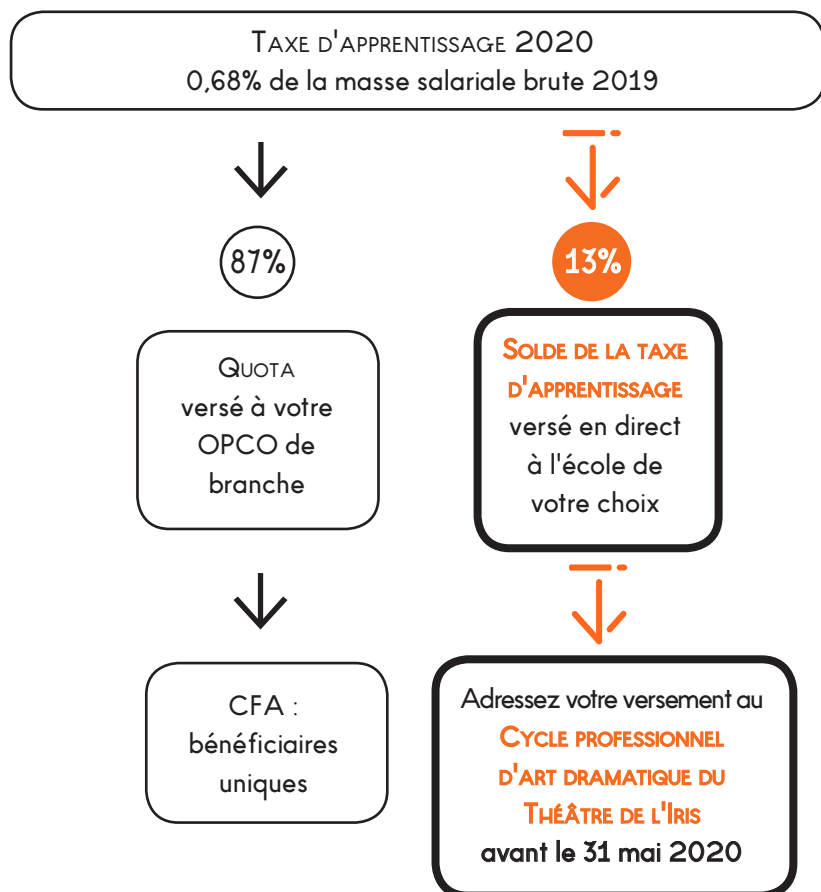 Taxe d'apprentissage 2020
0,68% de la masse salariale brute 2019
87%
13%
Quota
versé à votre
OPCO de
branche
Solde de la taxe
d'apprentissage
versé en direct
à l'école de
votre choix
CFA :
bénéficiaires
uniques
Adressez votre versement au
Cycle professionnel
d'art dramatique du
Théâtre de l'Iris
avant le 31 mai 2020